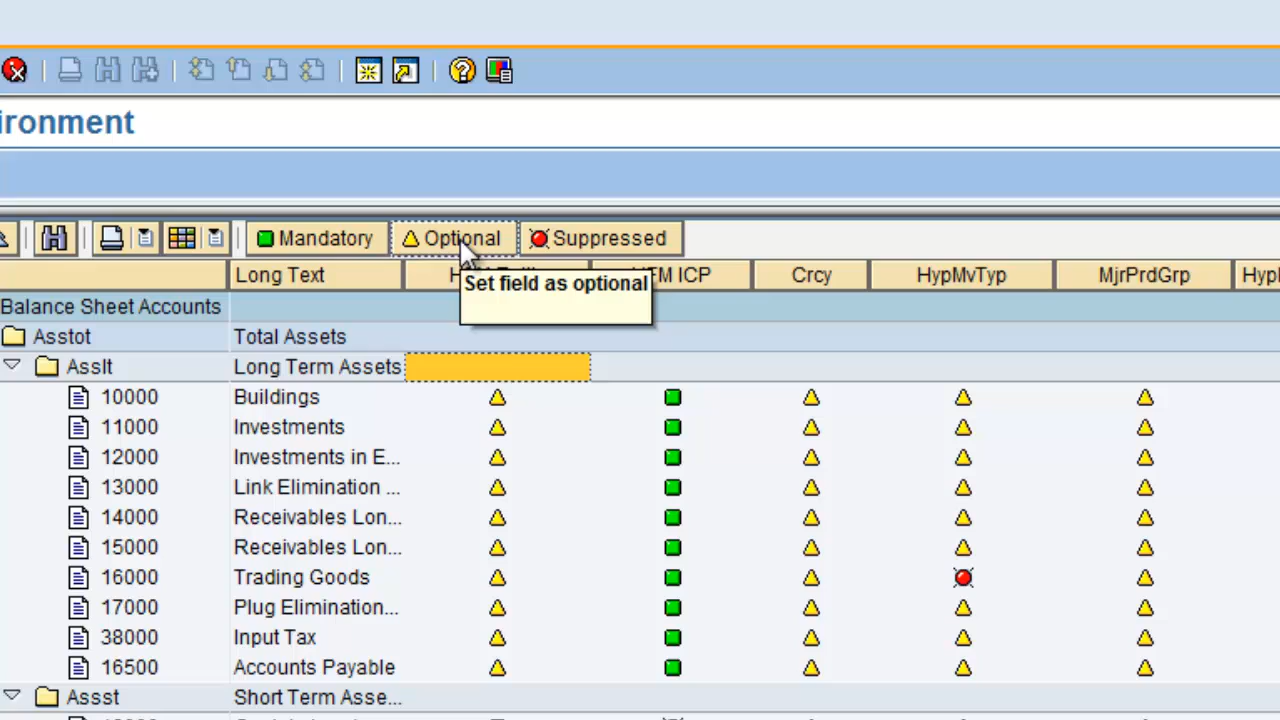 ironment
Mandatory Optional Suppressed
Long Text FM ICP Crcy HypMvTyp MjrPrdGrp Hyp
Set field as optional
Balance Sheet Accounts
Asstot Total Assets
Asslt Long Term Assets
10000 Buildings
11000 Investments
12000 Investments in E...
13000 Link Elimination ...
14000 Receivables Lon...
15000 Receivables Lon...
16000 Trading Goods
17000 Plug Elimination...
38000 Input Tax
16500 Accounts Payable
Assst Short Term Asse...